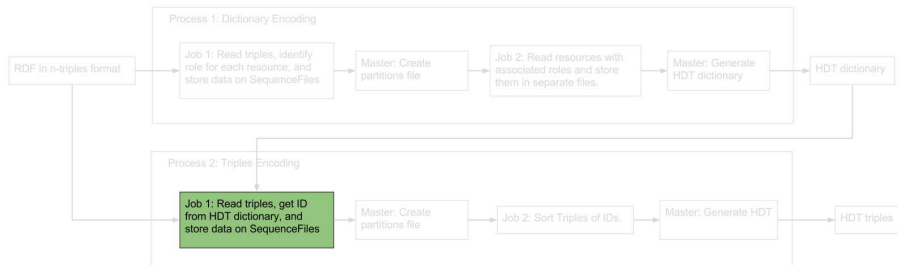 Process 1: Dictionary Encoding
RDF in n-triples format
Job 1: Read triples, identify
role for each resource, and
store data on SequenceFiles
Master: Create
partitions file
Job 2: Read resources with
associated roles and store
them in separate files.
Master: Generate
HDT dictionary
HDT dictionary
Process 2: Triples Encoding
Job 1: Read triples, get ID
from HDT dictionary, and
store data on SequenceFiles
Master: Create
partitions file
Job 2: Sort Triples of IDs.
Master: Generate HDT
HDT triples